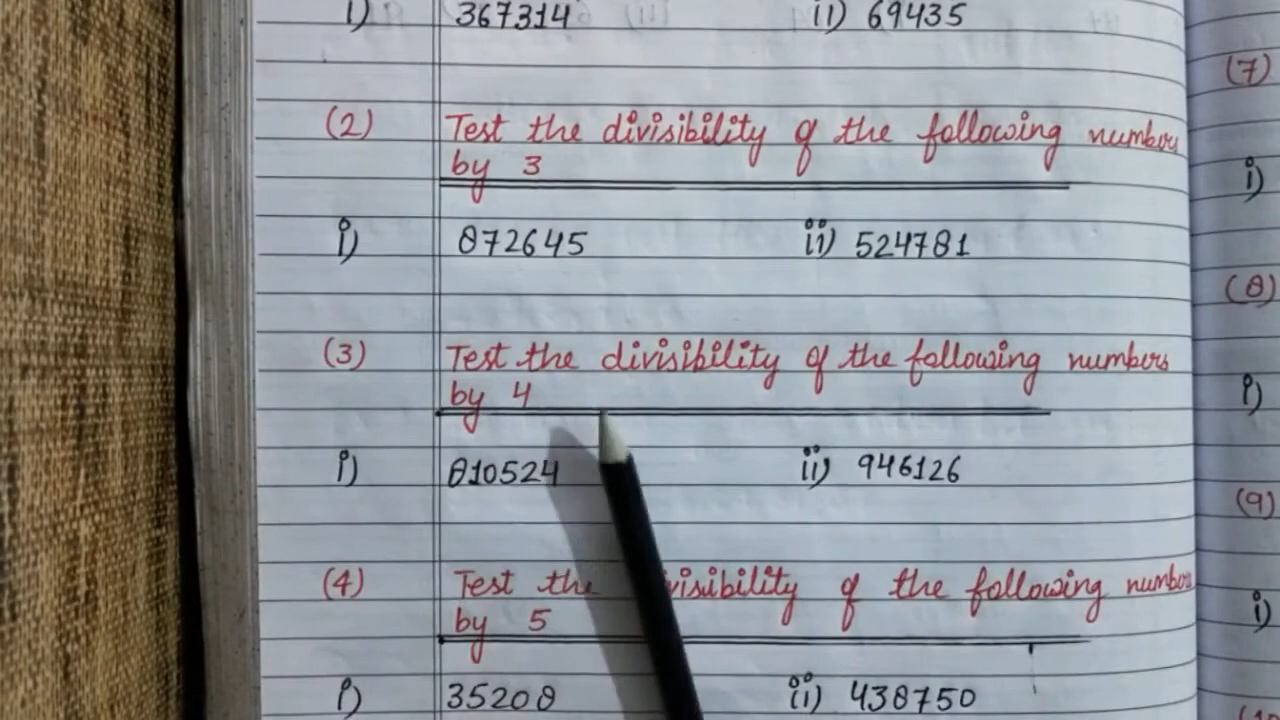 i) 367314 ii) 69435
(2) Test the divisibility of the following numbers
by 3
i) 872645 ii) 524781
(3) Test the divisibility of the following numbers
by 4
i) 810524 ii) 946126
(4) Test the divisibility of the following
by 5
i) 35208 ii) 438750
(7)
i)
(8)
i)
(9)
i)